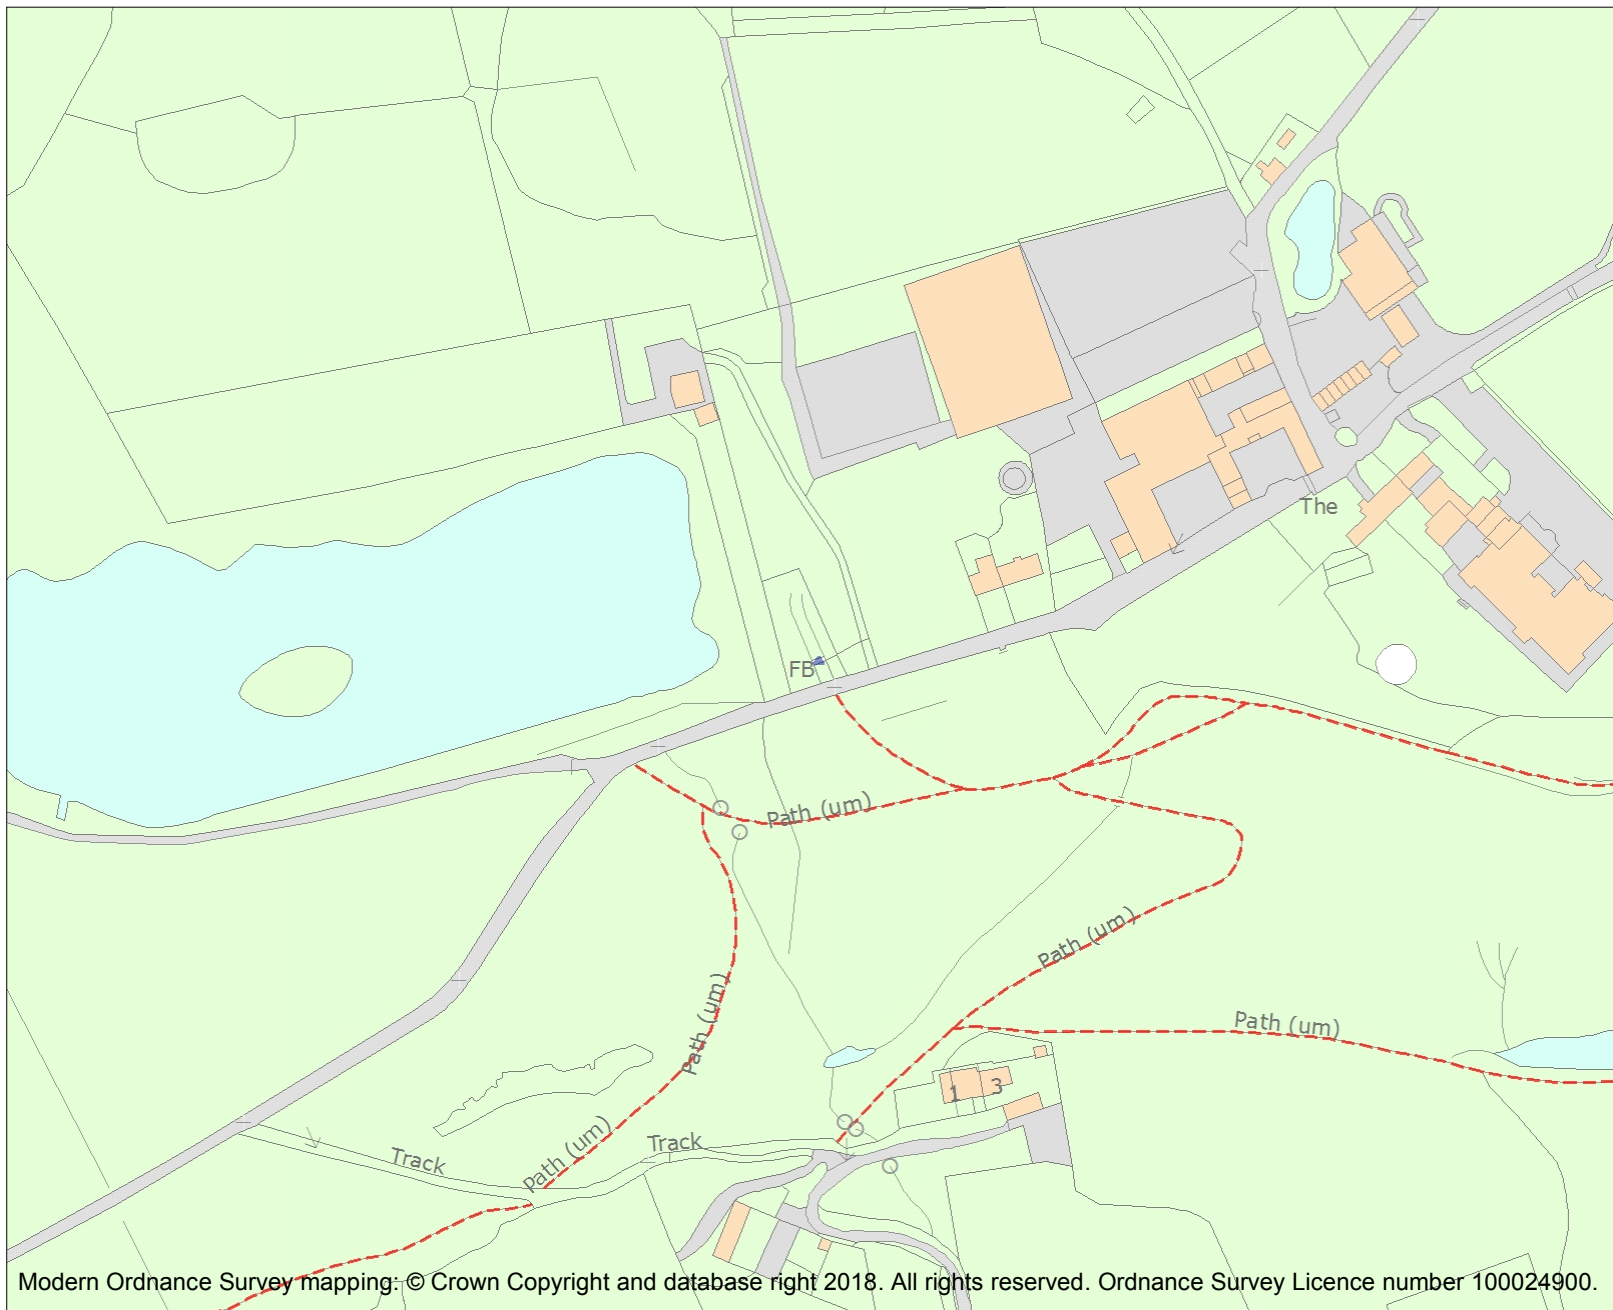 The
FB
Path (um)
Path (um)
Path (um)
Path (um)
1
3
Path (um)
Track
Track
Modern Ordnance Survey mapping: © Crown Copyright and database right 2018. All rights reserved. Ordnance Survey Licence number 100024900.